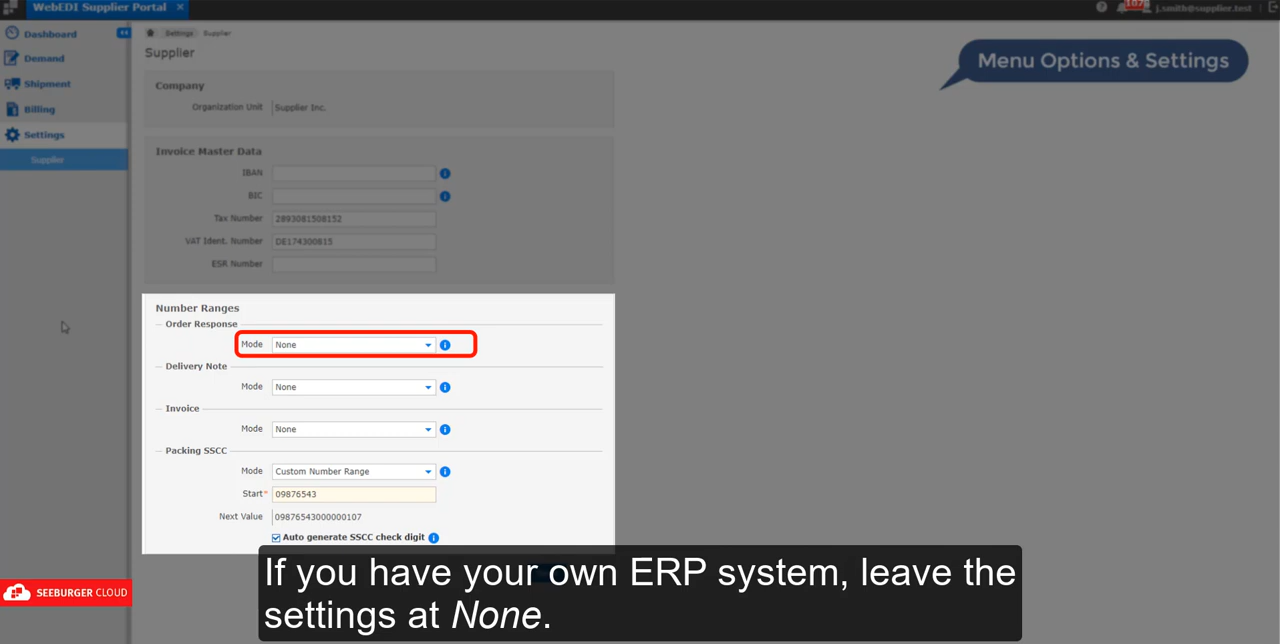 WebEDI Supplier Portal
107
j.smith@supplier.test
Dashboard
Demand
Shipment
Billing
Settings
Supplier
Settings Supplier
Supplier
Menu Options & Settings
Company
Organization Unit Supplier Inc.
Invoice Master Data
IBAN
BIC
Tax Number 2893081508152
VAT Ident. Number DE174300815
ESR Number
Number Ranges
Order Response
Mode None
Delivery Note
Mode None
Invoice
Mode None
Packing SSCC
Mode Custom Number Range
Start* 09876543
Next Value 09876543000000107
Auto generate SSCC check digit
SEEBURGER CLOUD
If you have your own ERP system, leave the
settings at None.